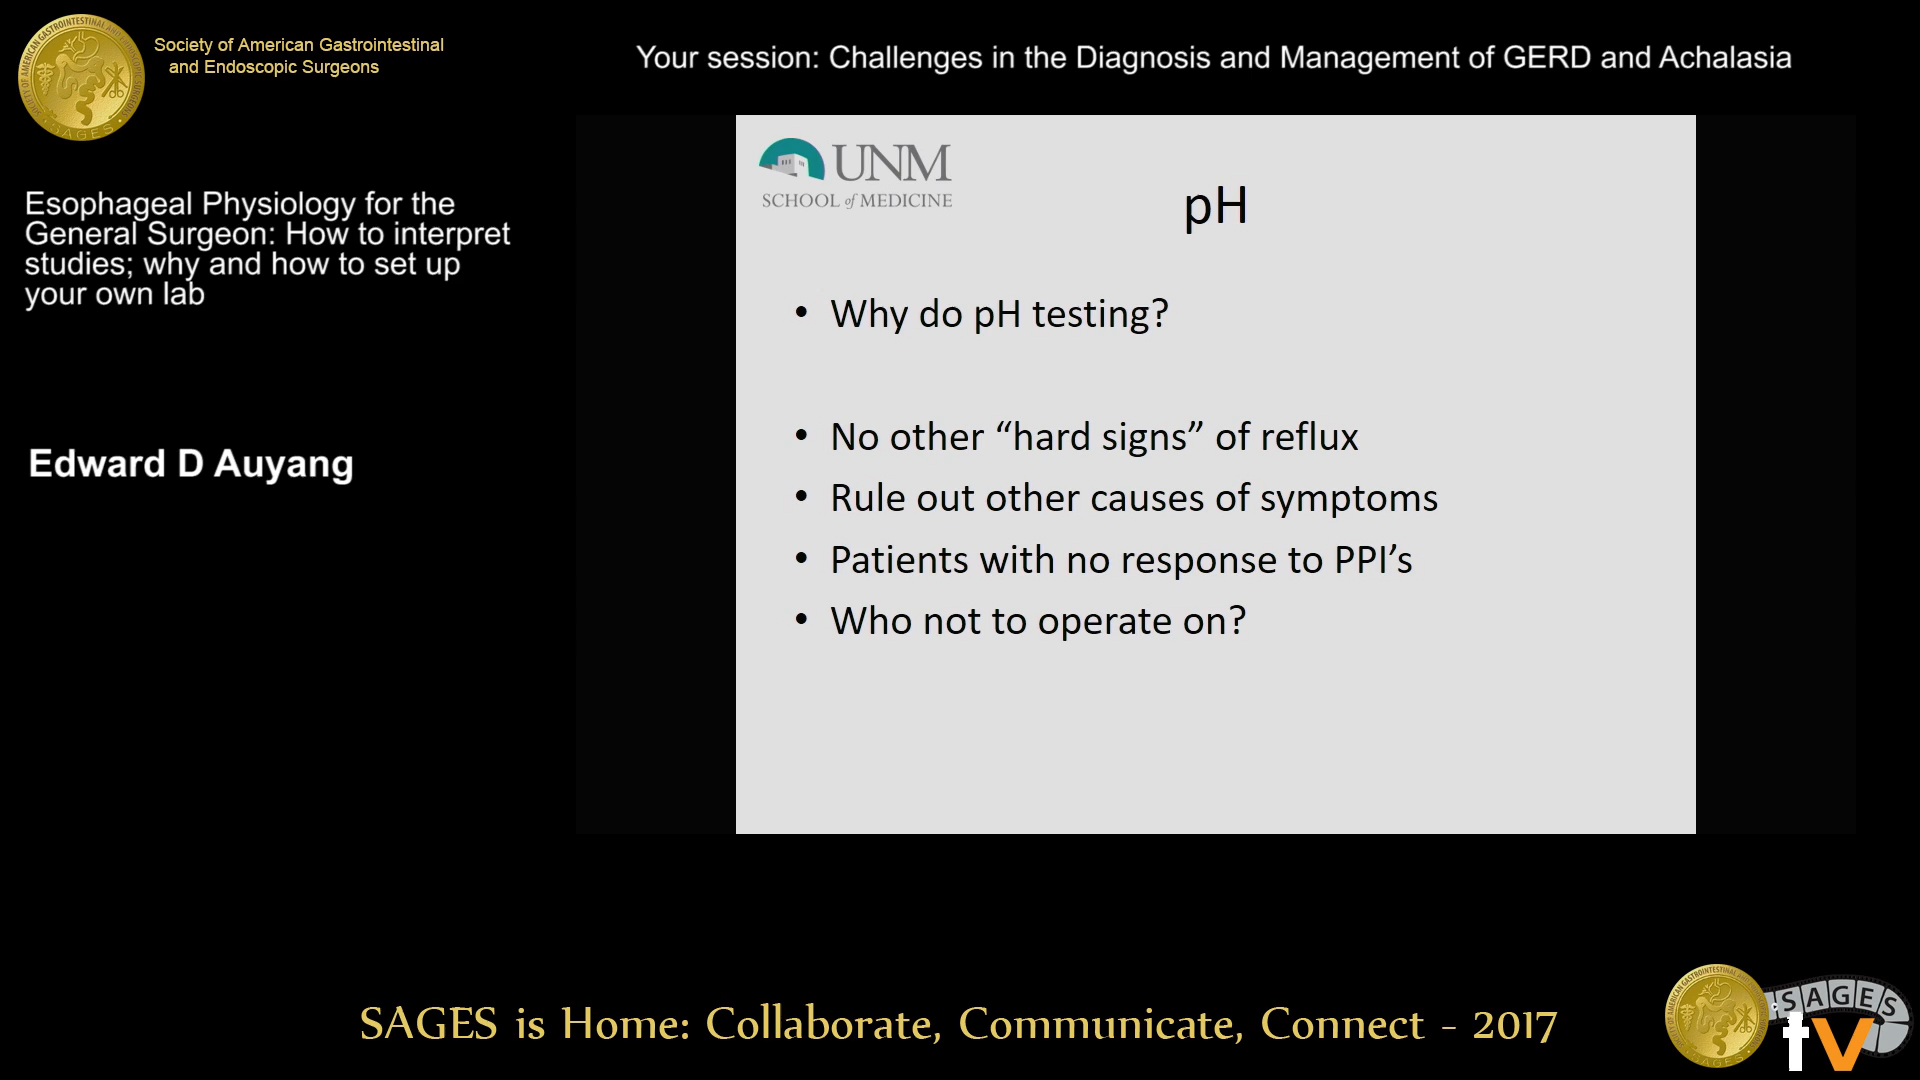 Society of American Gastrointestinal
and Endoscopic Surgeons
Your session: Challenges in the Diagnosis and Management of GERD and Achalasia
Esophageal Physiology for the
General Surgeon: How to interpret
studies; why and how to set up
your own lab
Edward D Auyang
UNM
SCHOOL of MEDICINE
pH
• Why do pH testing?
• No other “hard signs” of reflux
• Rule out other causes of symptoms
• Patients with no response to PPI’s
• Who not to operate on?
SAGES is Home: Collaborate, Communicate, Connect - 2017
SAGES
tv